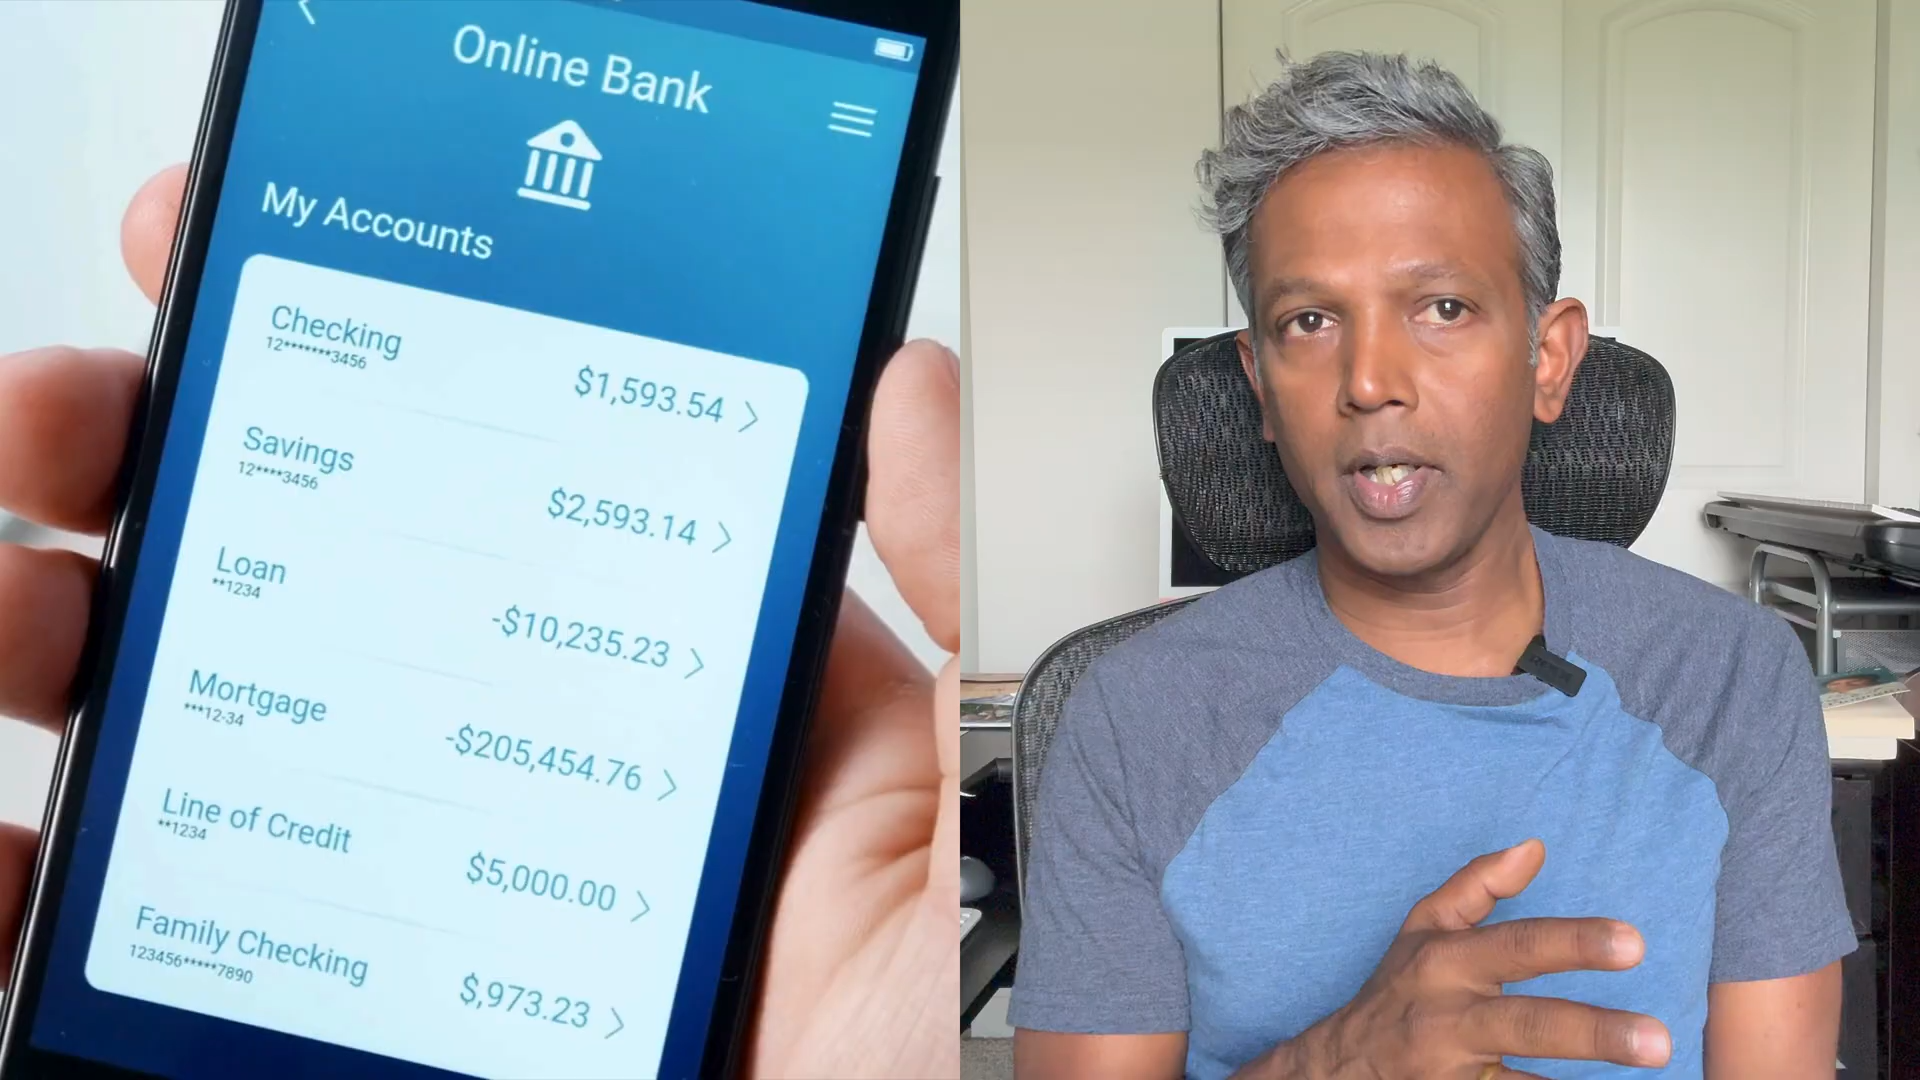 Online Bank
My Accounts
Checking
12*******3456
$1,593.54
Savings
12****3456
$2,593.14
Loan
**1234
-$10,235.23
Mortgage
***12-34
-$205,454.76
Line of Credit
**1234
$5,000.00
Family Checking
123456*****7890
$,973.23